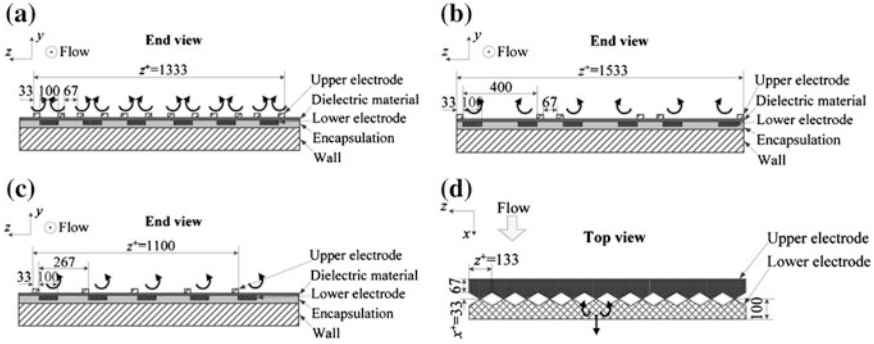 (a)
y
z
Flow
End view
z+=1333
33 100 67
Upper electrode
Dielectric material
Lower electrode
Encapsulation
Wall
(b)
y
z
Flow
End view
z+=1533
400
33 100 67
Upper electrode
Dielectric material
Lower electrode
Encapsulation
Wall
(c)
y
z
Flow
End view
z+=1100
267
33 100
Upper electrode
Dielectric material
Lower electrode
Encapsulation
Wall
(d)
z
x
Flow
Top view
z+=133
Upper electrode
Lower electrode
67
x+=33
100